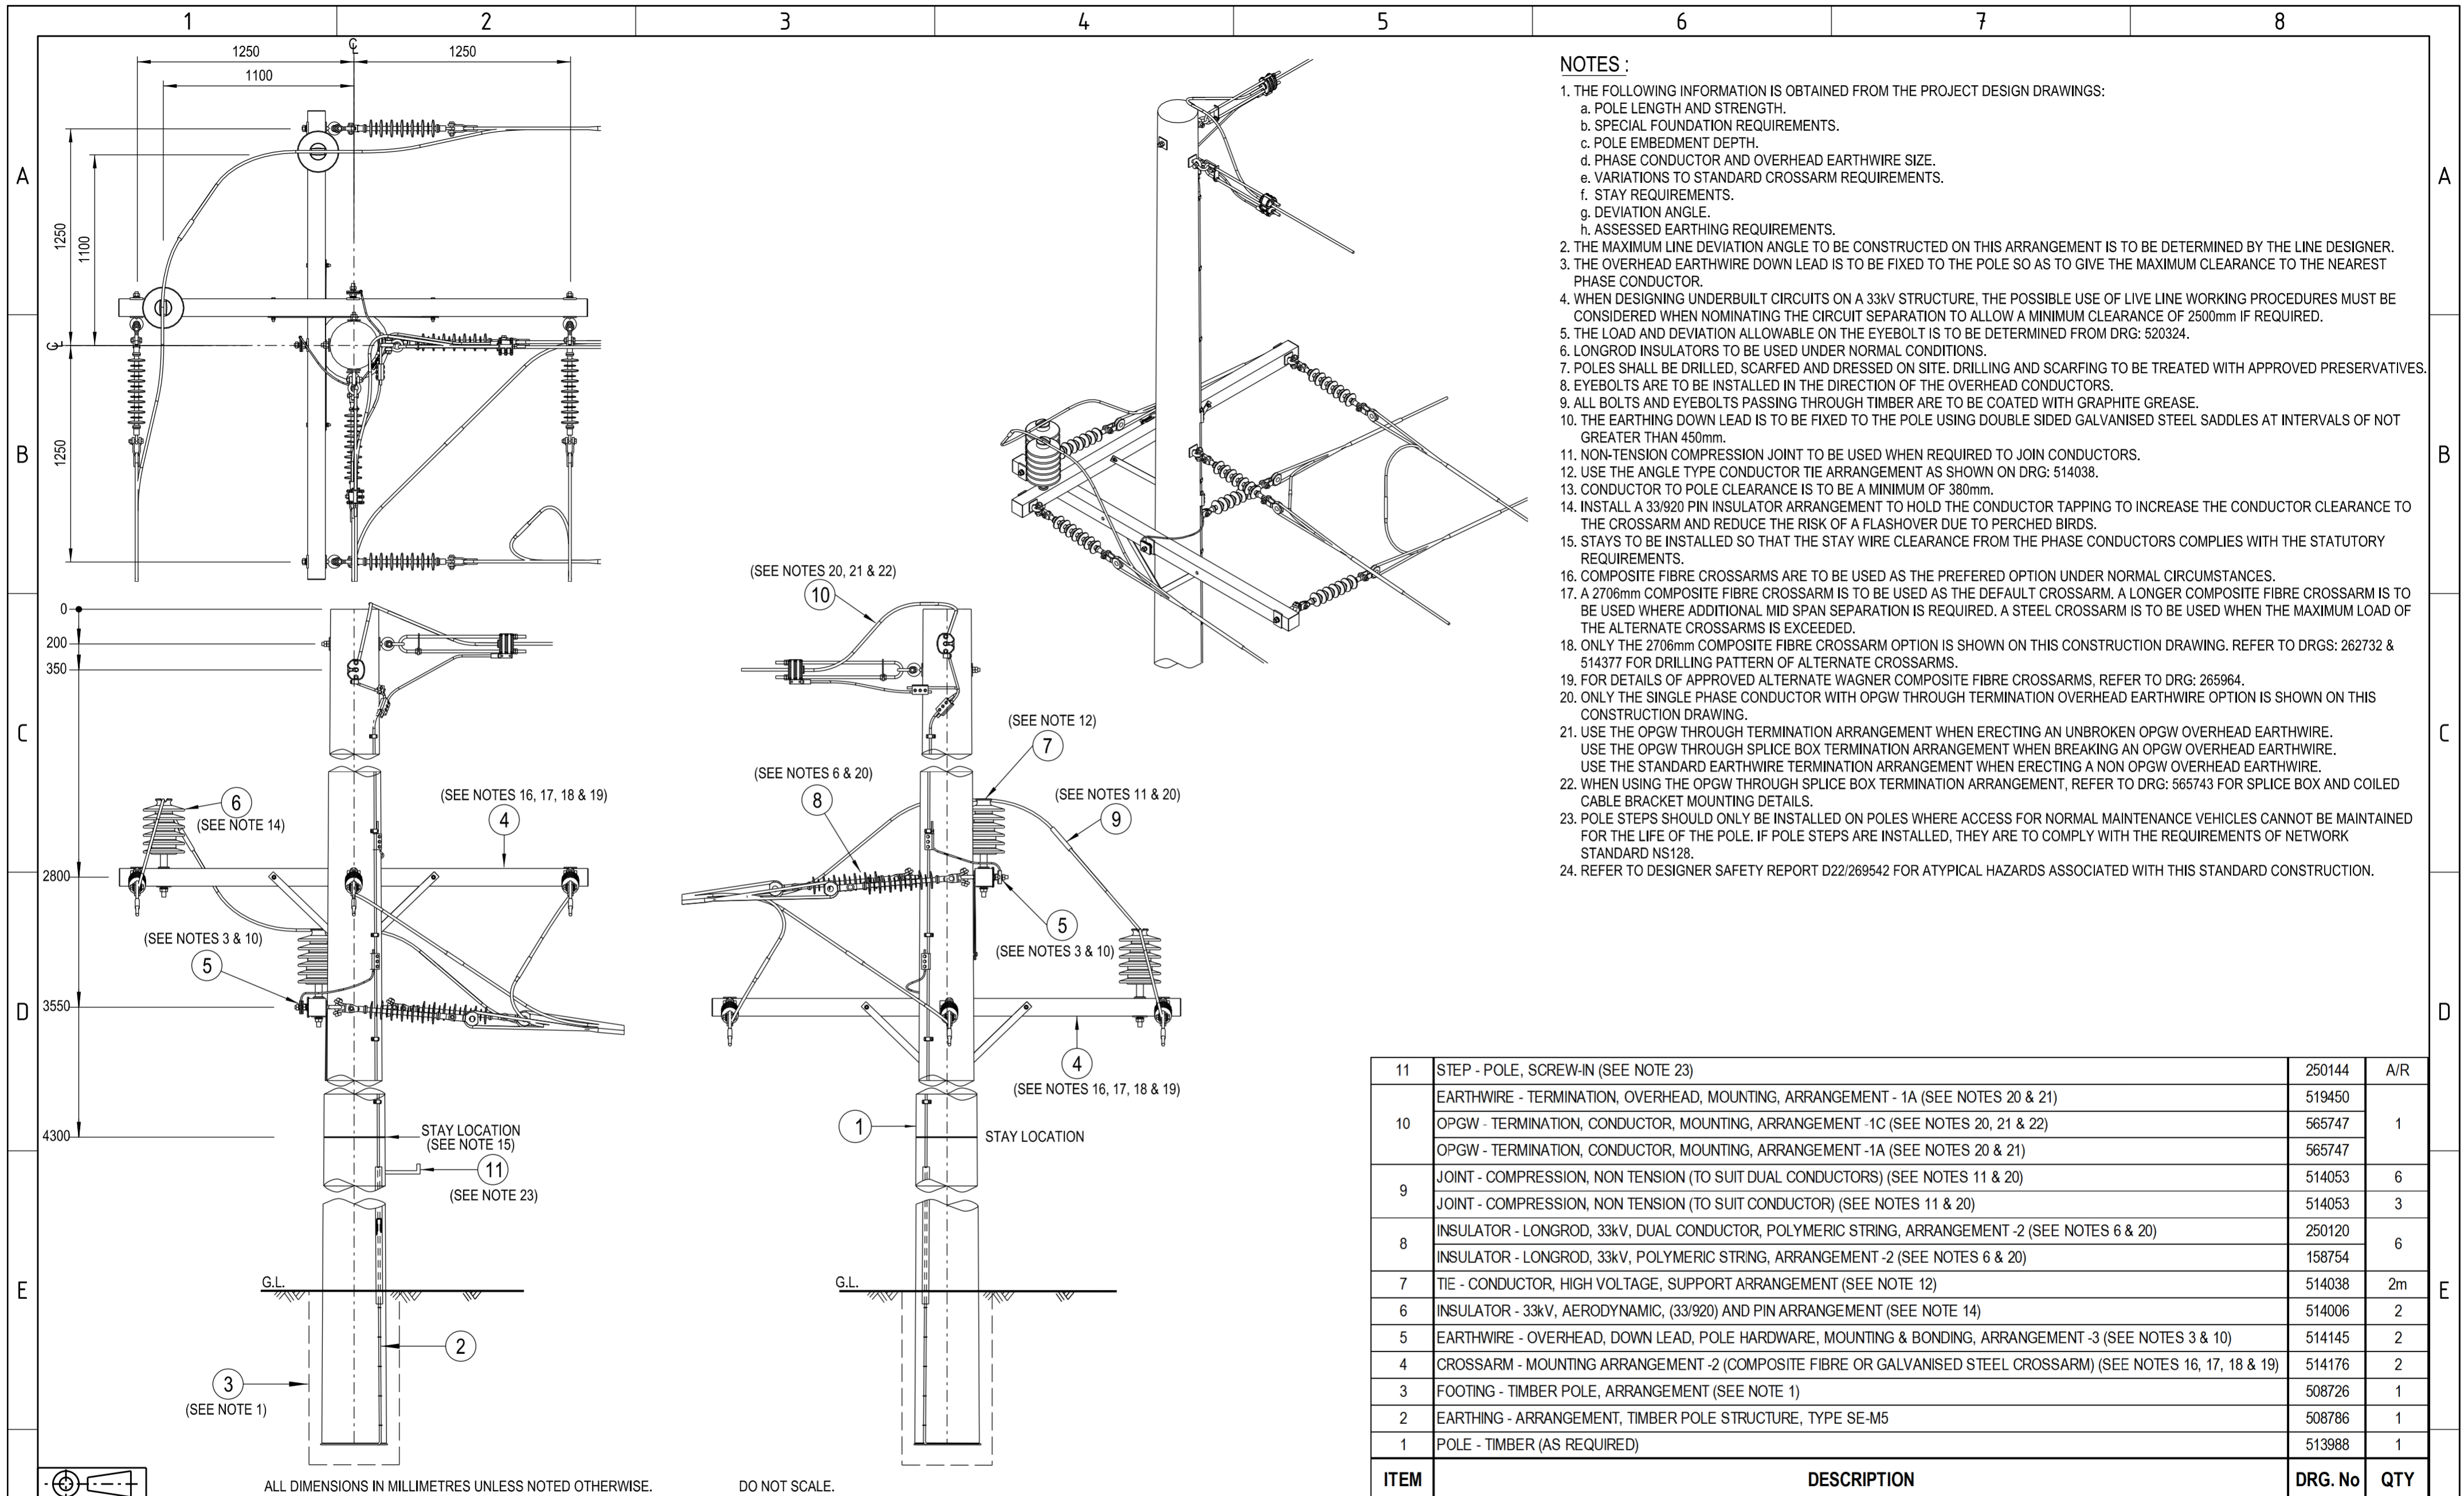 1 2 3 4 5 6 7 8
A
B
C
D
E
A
B
C
D
E
1250 ℄ 1250
1100
1250
1100
℄
1250
0
200
350
2800
3550
4300
6
(SEE NOTE 14)
(SEE NOTES 16, 17, 18 & 19)
4
(SEE NOTES 3 & 10)
5
STAY LOCATION
(SEE NOTE 15)
11
(SEE NOTE 23)
G.L.
2
3
(SEE NOTE 1)
(SEE NOTES 20, 21 & 22)
10
(SEE NOTE 12)
7
(SEE NOTES 6 & 20)
8
(SEE NOTES 11 & 20)
9
5
(SEE NOTES 3 & 10)
4
(SEE NOTES 16, 17, 18 & 19)
1
STAY LOCATION
G.L.
ALL DIMENSIONS IN MILLIMETRES UNLESS NOTED OTHERWISE.
DO NOT SCALE.
NOTES :
1. THE FOLLOWING INFORMATION IS OBTAINED FROM THE PROJECT DESIGN DRAWINGS:
a. POLE LENGTH AND STRENGTH.
b. SPECIAL FOUNDATION REQUIREMENTS.
c. POLE EMBEDMENT DEPTH.
d. PHASE CONDUCTOR AND OVERHEAD EARTHWIRE SIZE.
e. VARIATIONS TO STANDARD CROSSARM REQUIREMENTS.
f. STAY REQUIREMENTS.
g. DEVIATION ANGLE.
h. ASSESSED EARTHING REQUIREMENTS.
2. THE MAXIMUM LINE DEVIATION ANGLE TO BE CONSTRUCTED ON THIS ARRANGEMENT IS TO BE DETERMINED BY THE LINE DESIGNER.
3. THE OVERHEAD EARTHWIRE DOWN LEAD IS TO BE FIXED TO THE POLE SO AS TO GIVE THE MAXIMUM CLEARANCE TO THE NEAREST
PHASE CONDUCTOR.
4. WHEN DESIGNING UNDERBUILT CIRCUITS ON A 33kV STRUCTURE, THE POSSIBLE USE OF LIVE LINE WORKING PROCEDURES MUST BE
CONSIDERED WHEN NOMINATING THE CIRCUIT SEPARATION TO ALLOW A MINIMUM CLEARANCE OF 2500mm IF REQUIRED.
5. THE LOAD AND DEVIATION ALLOWABLE ON THE EYEBOLT IS TO BE DETERMINED FROM DRG: 520324.
6. LONGROD INSULATORS TO BE USED UNDER NORMAL CONDITIONS.
7. POLES SHALL BE DRILLED, SCARFED AND DRESSED ON SITE. DRILLING AND SCARFING TO BE TREATED WITH APPROVED PRESERVATIVES.
8. EYEBOLTS ARE TO BE INSTALLED IN THE DIRECTION OF THE OVERHEAD CONDUCTORS.
9. ALL BOLTS AND EYEBOLTS PASSING THROUGH TIMBER ARE TO BE COATED WITH GRAPHITE GREASE.
10. THE EARTHING DOWN LEAD IS TO BE FIXED TO THE POLE USING DOUBLE SIDED GALVANISED STEEL SADDLES AT INTERVALS OF NOT
GREATER THAN 450mm.
11. NON-TENSION COMPRESSION JOINT TO BE USED WHEN REQUIRED TO JOIN CONDUCTORS.
12. USE THE ANGLE TYPE CONDUCTOR TIE ARRANGEMENT AS SHOWN ON DRG: 514038.
13. CONDUCTOR TO POLE CLEARANCE IS TO BE A MINIMUM OF 380mm.
14. INSTALL A 33/920 PIN INSULATOR ARRANGEMENT TO HOLD THE CONDUCTOR TAPPING TO INCREASE THE CONDUCTOR CLEARANCE TO
THE CROSSARM AND REDUCE THE RISK OF A FLASHOVER DUE TO PERCHED BIRDS.
15. STAYS TO BE INSTALLED SO THAT THE STAY WIRE CLEARANCE FROM THE PHASE CONDUCTORS COMPLIES WITH THE STATUTORY
REQUIREMENTS.
16. COMPOSITE FIBRE CROSSARMS ARE TO BE USED AS THE PREFERED OPTION UNDER NORMAL CIRCUMSTANCES.
17. A 2706mm COMPOSITE FIBRE CROSSARM IS TO BE USED AS THE DEFAULT CROSSARM. A LONGER COMPOSITE FIBRE CROSSARM IS TO
BE USED WHERE ADDITIONAL MID SPAN SEPARATION IS REQUIRED. A STEEL CROSSARM IS TO BE USED WHEN THE MAXIMUM LOAD OF
THE ALTERNATE CROSSARMS IS EXCEEDED.
18. ONLY THE 2706mm COMPOSITE FIBRE CROSSARM OPTION IS SHOWN ON THIS CONSTRUCTION DRAWING. REFER TO DRGS: 262732 &
514377 FOR DRILLING PATTERN OF ALTERNATE CROSSARMS.
19. FOR DETAILS OF APPROVED ALTERNATE WAGNER COMPOSITE FIBRE CROSSARMS, REFER TO DRG: 265964.
20. ONLY THE SINGLE PHASE CONDUCTOR WITH OPGW THROUGH TERMINATION OVERHEAD EARTHWIRE OPTION IS SHOWN ON THIS
CONSTRUCTION DRAWING.
21. USE THE OPGW THROUGH TERMINATION ARRANGEMENT WHEN ERECTING AN UNBROKEN OPGW OVERHEAD EARTHWIRE.
USE THE OPGW THROUGH SPLICE BOX TERMINATION ARRANGEMENT WHEN BREAKING AN OPGW OVERHEAD EARTHWIRE.
USE THE STANDARD EARTHWIRE TERMINATION ARRANGEMENT WHEN ERECTING A NON OPGW OVERHEAD EARTHWIRE.
22. WHEN USING THE OPGW THROUGH SPLICE BOX TERMINATION ARRANGEMENT, REFER TO DRG: 565743 FOR SPLICE BOX AND COILED
CABLE BRACKET MOUNTING DETAILS.
23. POLE STEPS SHOULD ONLY BE INSTALLED ON POLES WHERE ACCESS FOR NORMAL MAINTENANCE VEHICLES CANNOT BE MAINTAINED
FOR THE LIFE OF THE POLE. IF POLE STEPS ARE INSTALLED, THEY ARE TO COMPLY WITH THE REQUIREMENTS OF NETWORK
STANDARD NS128.
24. REFER TO DESIGNER SAFETY REPORT D22/269542 FOR ATYPICAL HAZARDS ASSOCIATED WITH THIS STANDARD CONSTRUCTION.
11 STEP - POLE, SCREW-IN (SEE NOTE 23) 250144 A/R
EARTHWIRE - TERMINATION, OVERHEAD, MOUNTING, ARRANGEMENT - 1A (SEE NOTES 20 & 21) 519450
10 OPGW - TERMINATION, CONDUCTOR, MOUNTING, ARRANGEMENT -1C (SEE NOTES 20, 21 & 22) 565747 1
OPGW - TERMINATION, CONDUCTOR, MOUNTING, ARRANGEMENT -1A (SEE NOTES 20 & 21) 565747
9 JOINT - COMPRESSION, NON TENSION (TO SUIT DUAL CONDUCTORS) (SEE NOTES 11 & 20) 514053 6
JOINT - COMPRESSION, NON TENSION (TO SUIT CONDUCTOR) (SEE NOTES 11 & 20) 514053 3
8 INSULATOR - LONGROD, 33kV, DUAL CONDUCTOR, POLYMERIC STRING, ARRANGEMENT -2 (SEE NOTES 6 & 20) 250120 6
INSULATOR - LONGROD, 33kV, POLYMERIC STRING, ARRANGEMENT -2 (SEE NOTES 6 & 20) 158754
7 TIE - CONDUCTOR, HIGH VOLTAGE, SUPPORT ARRANGEMENT (SEE NOTE 12) 514038 2m
6 INSULATOR - 33kV, AERODYNAMIC, (33/920) AND PIN ARRANGEMENT (SEE NOTE 14) 514006 2
5 EARTHWIRE - OVERHEAD, DOWN LEAD, POLE HARDWARE, MOUNTING & BONDING, ARRANGEMENT -3 (SEE NOTES 3 & 10) 514145 2
4 CROSSARM - MOUNTING ARRANGEMENT -2 (COMPOSITE FIBRE OR GALVANISED STEEL CROSSARM) (SEE NOTES 16, 17, 18 & 19) 514176 2
3 FOOTING - TIMBER POLE, ARRANGEMENT (SEE NOTE 1) 508726 1
2 EARTHING - ARRANGEMENT, TIMBER POLE STRUCTURE, TYPE SE-M5 508786 1
1 POLE - TIMBER (AS REQUIRED) 513988 1
ITEM DESCRIPTION DRG. No QTY